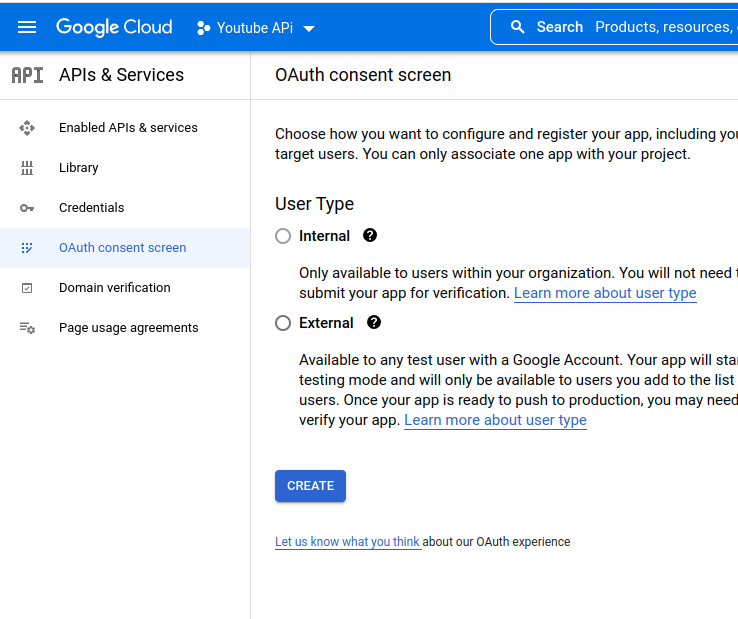 Google Cloud
Youtube APi
Search Products, resources,
API APIs & Services
OAuth consent screen
Enabled APIs & services
Library
Credentials
OAuth consent screen
Domain verification
Page usage agreements
Choose how you want to configure and register your app, including
target users. You can only associate one app with your project.
User Type
Internal
Only available to users within your organization. You will not need
submit your app for verification. Learn more about user type
External
Available to any test user with a Google Account. Your app will
testing mode and will only be available to users you add to the list
users. Once your app is ready to push to production, you may need
verify your app. Learn more about user type
CREATE
Let us know what you think about our OAuth experience